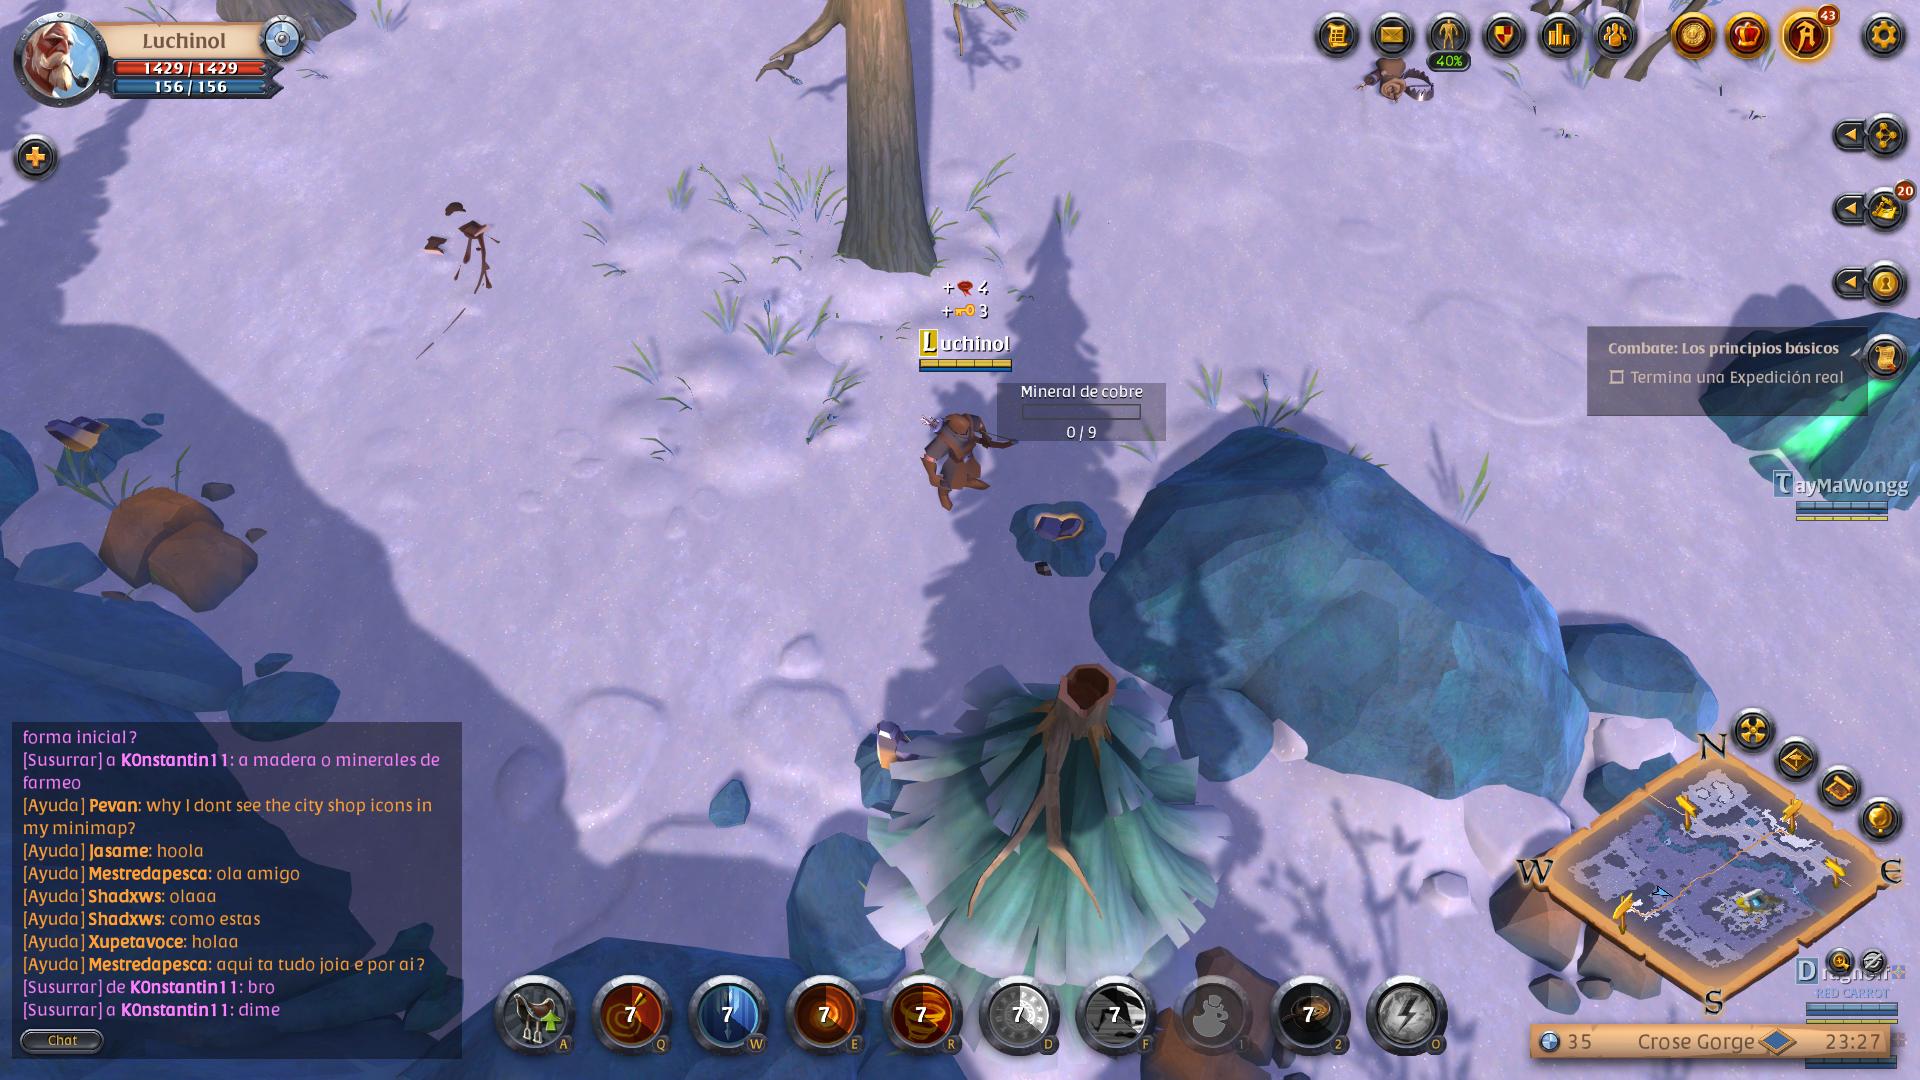 Luchinol
1429 / 1429
156 / 156
40%
43
20
+ 4
+ 3
Luchinol
Mineral de cobre
0 / 9
Combate: Los principios básicos
Termina una Expedición real
TayMaWongg
forma inicial?
[Susurrar] a K0nstantin11: a madera o minerales de
farmeo
[Ayuda] Pevan: why I dont see the city shop icons in
my minimap?
[Ayuda] Jasame: hoola
[Ayuda] Mestredapesca: ola amigo
[Ayuda] Shadxws: olaaa
[Ayuda] Shadxws: como estas
[Ayuda] Xupetavoce: holaa
[Ayuda] Mestredapesca: aqui ta tudo joia e por ai?
[Susurrar] de K0nstantin11: bro
[Susurrar] a K0nstantin11: dime
Chat
7 7 7 7 7 7 7
A Q W E R D F 1 2 O
N
W
E
S
RED CARROT
35 Crose Gorge 23:27